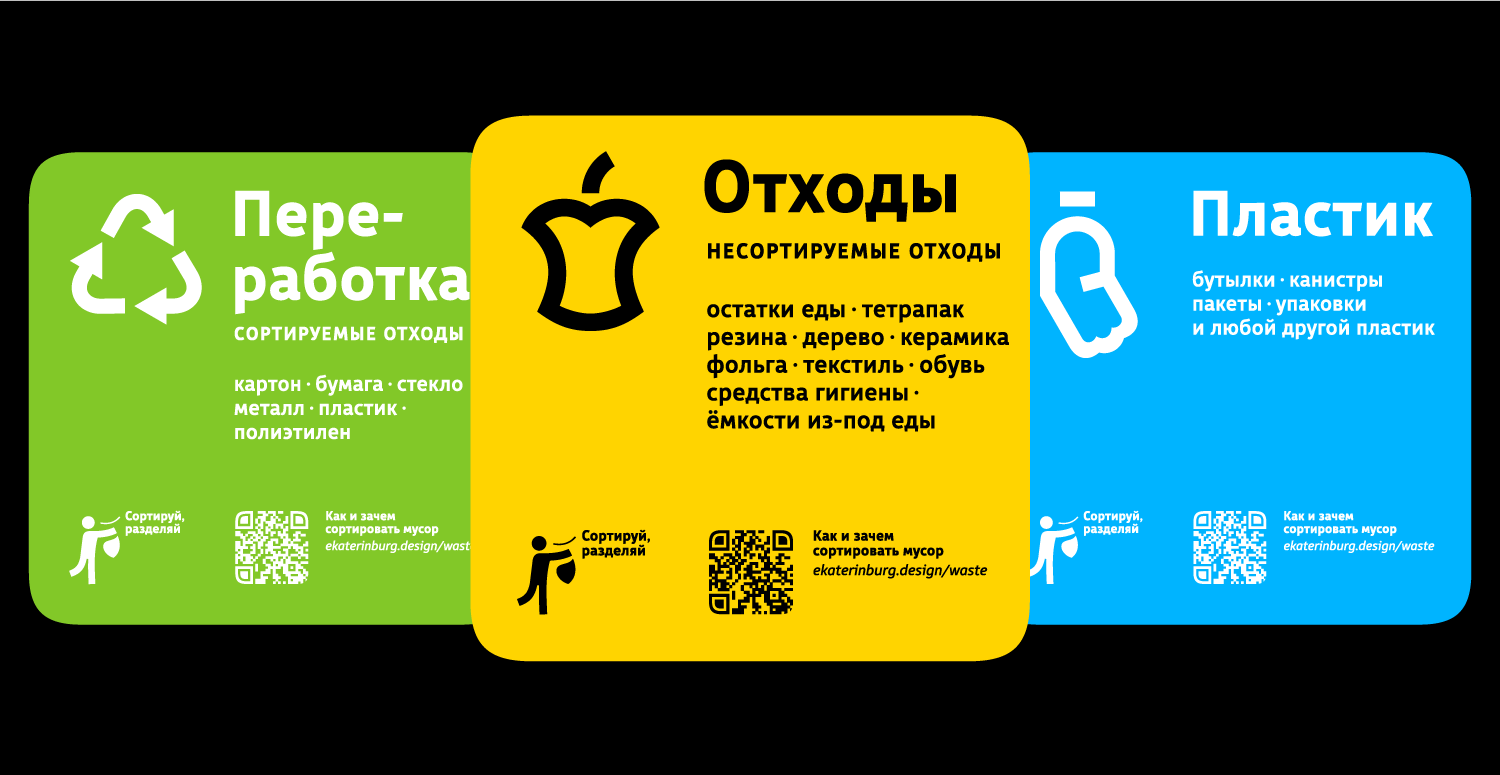 Пере-
работка
СОРТИРУЕМЫЕ ОТХОДЫ
картон · бумага · стекло
металл · пластик ·
полиэтилен
Сортируй,
разделяй
Как и зачем
сортировать мусор
ekaterinburg.design/wast
Отходы
НЕСОРТИРУЕМЫЕ ОТХОДЫ
остатки еды · тетрапак
резина · дерево · керамика
фольга · текстиль · обувь
средства гигиены ·
ёмкости из-под еды
Сортируй,
разделяй
Как и зачем
сортировать мусор
ekaterinburg.design/waste
Пластик
бутылки · канистры
пакеты · упаковки
и любой другой пластик
Сортируй,
разделяй
Как и зачем
сортировать мусор
ekaterinburg.design/waste